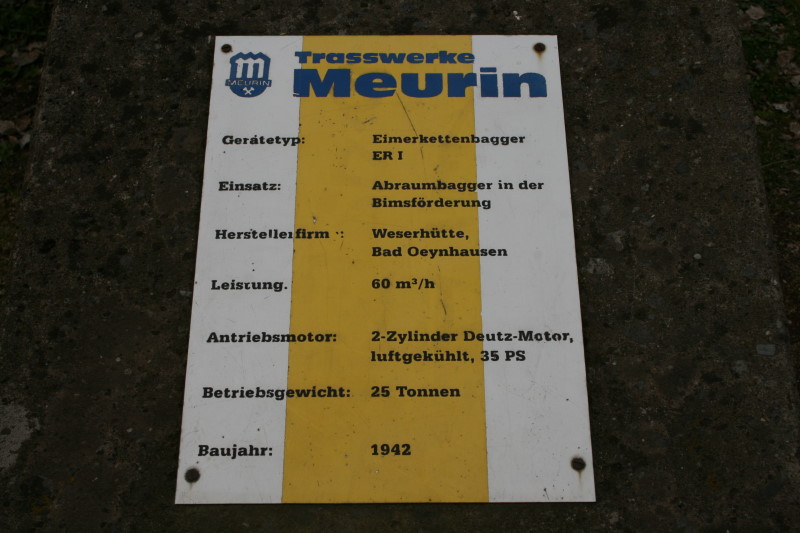 Trasswerke
Meurin
MEURIN
Gerätetyp: Eimerkettenbagger
ER I
Einsatz: Abraumbagger in der
Bimsförderung
Herstellerfirm : Weserhütte,
Bad Oeynhausen
Leistung. 60 m³/h
Antriebsmotor: 2-Zylinder Deutz-Motor,
luftgekühlt, 35 PS
Betriebsgewicht: 25 Tonnen
Baujahr: 1942